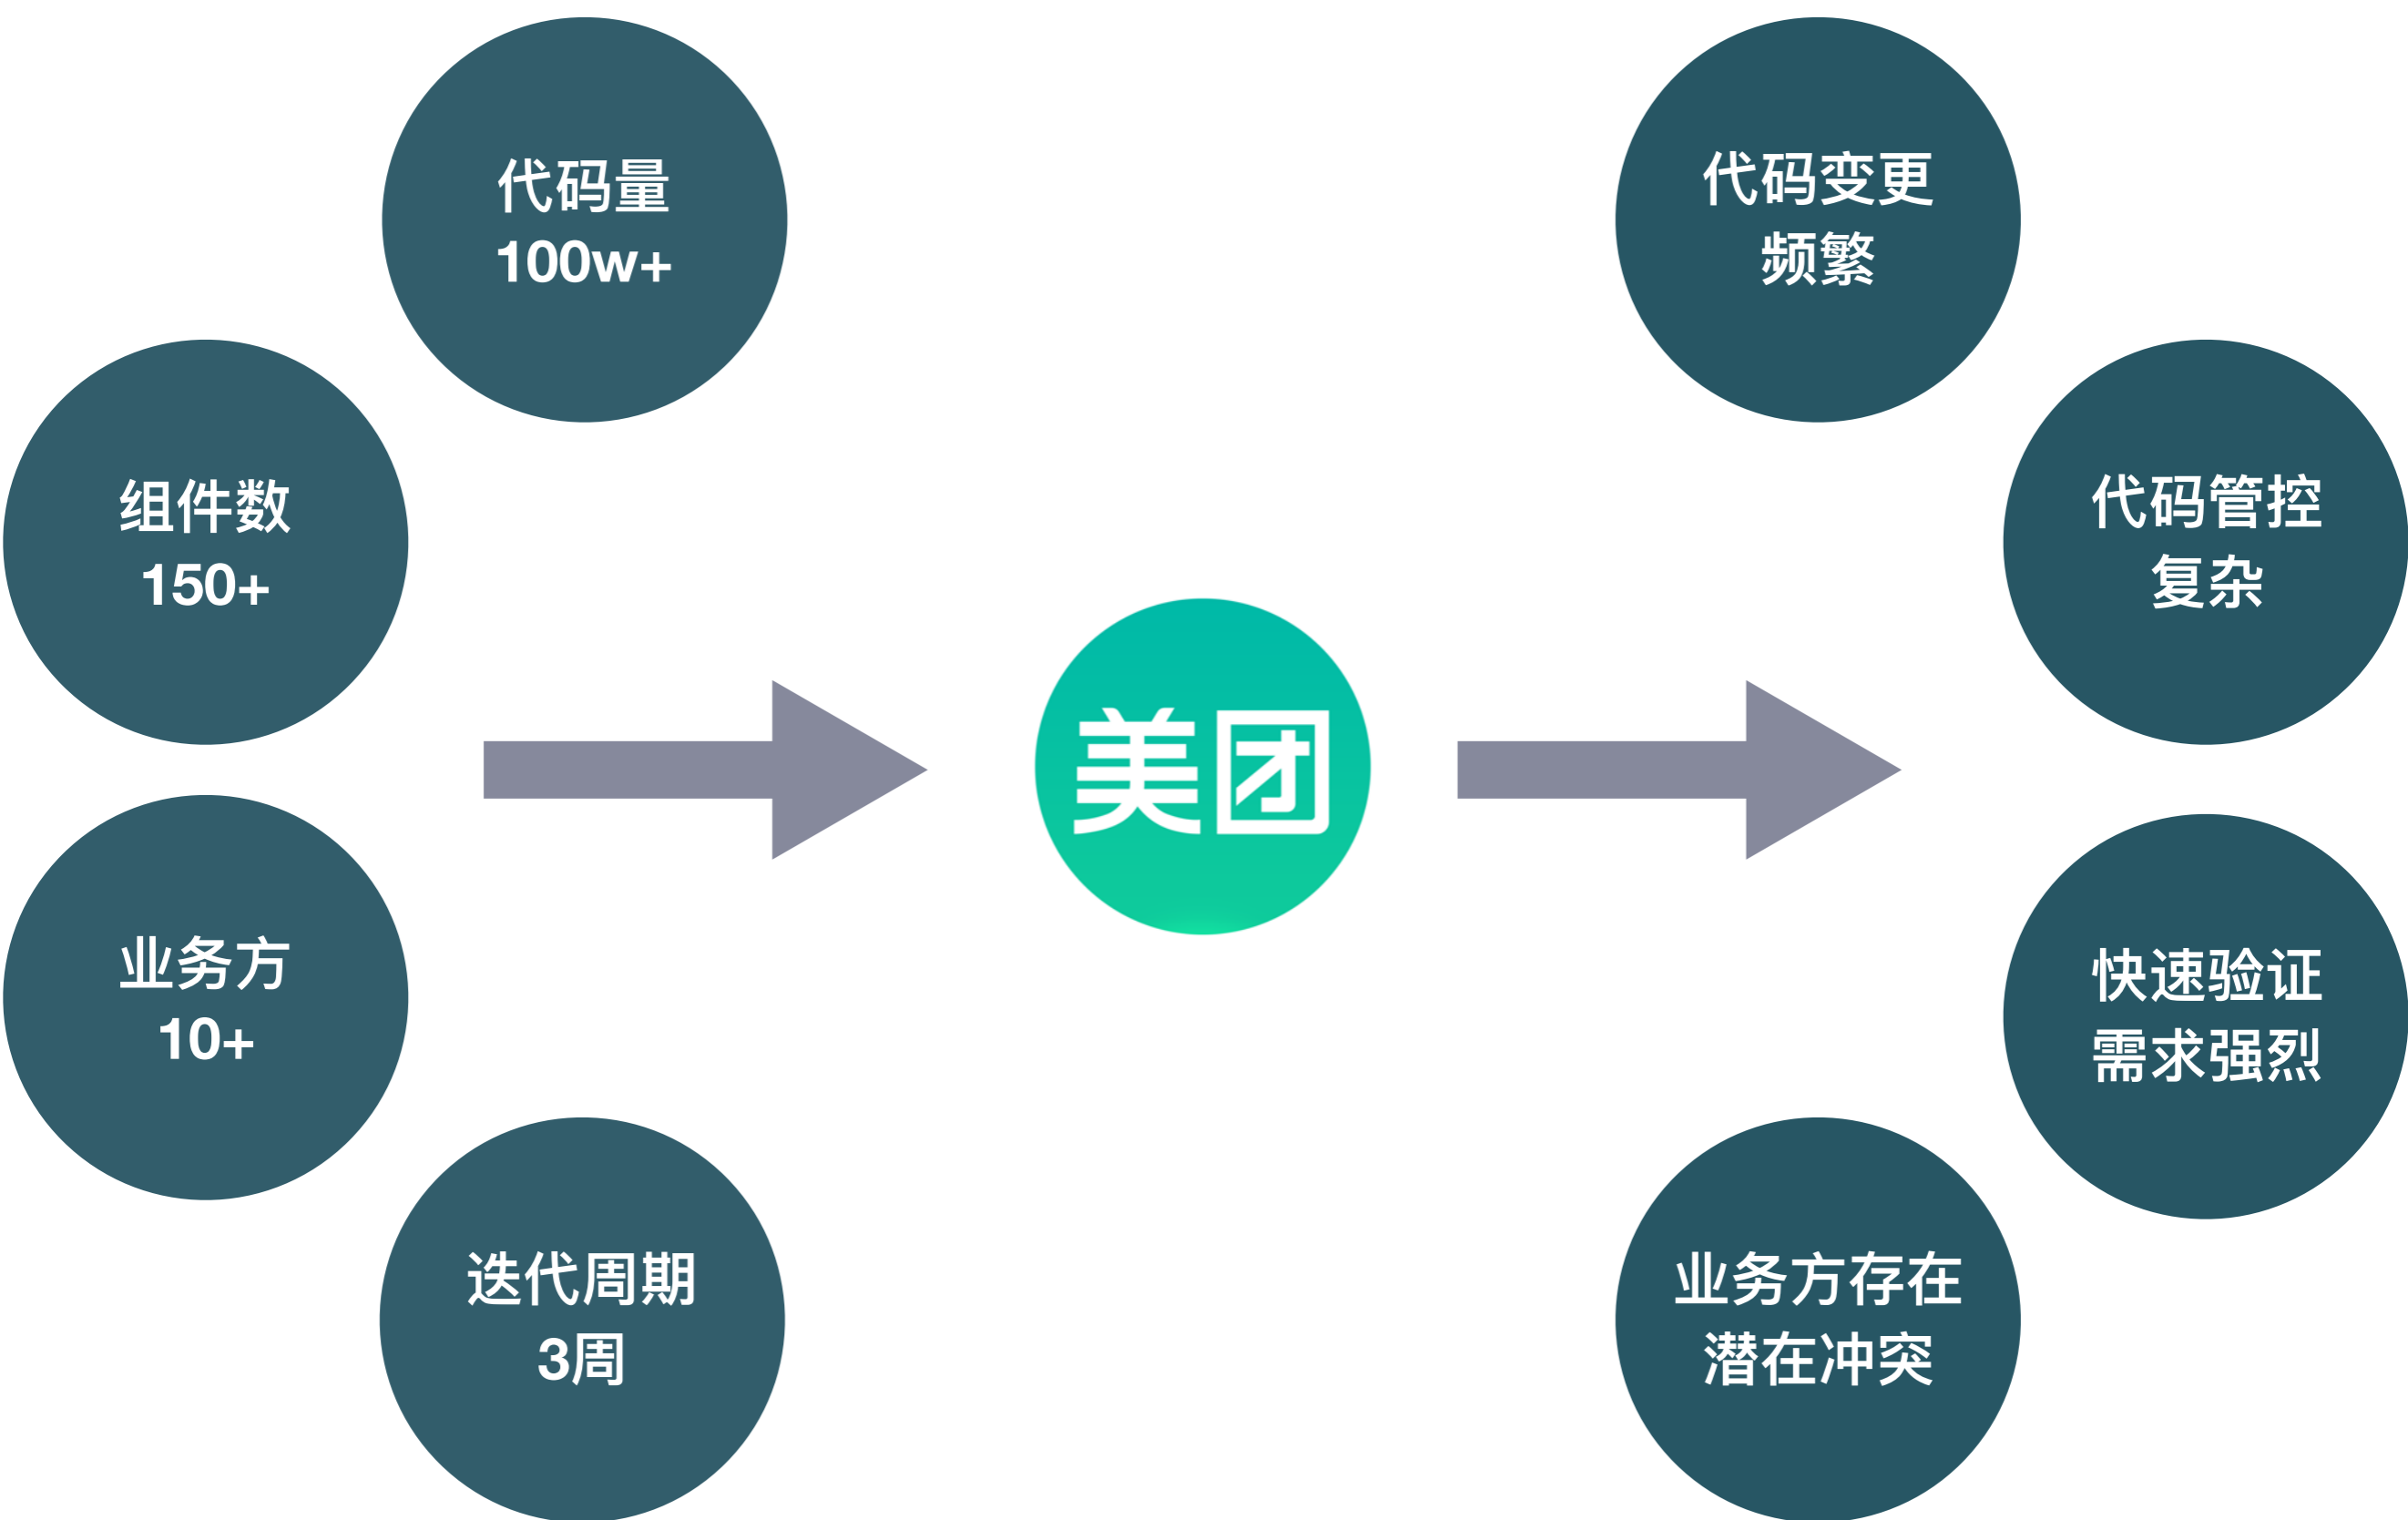 代码量
100w+
组件数
150+
业务方
10+
迭代周期
3周
美团
代码变更
频繁
代码管控
复杂
快速验证
需求强烈
业务方存在
潜在冲突